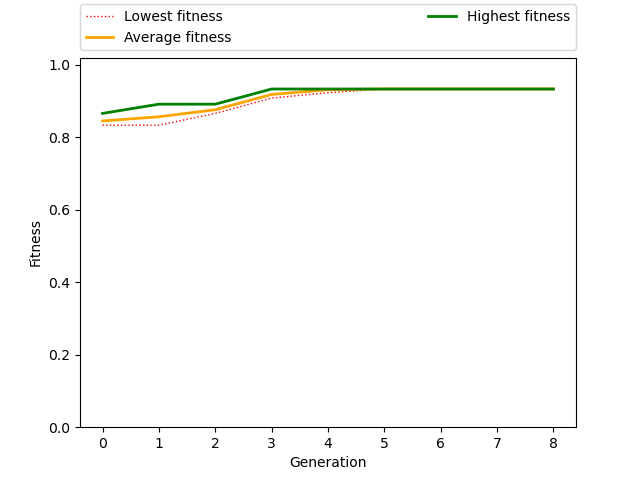 Lowest fitness
Average fitness
Highest fitness
1.0
0.8
0.6
0.4
0.2
0.0
Fitness
0 1 2 3 4 5 6 7 8
Generation